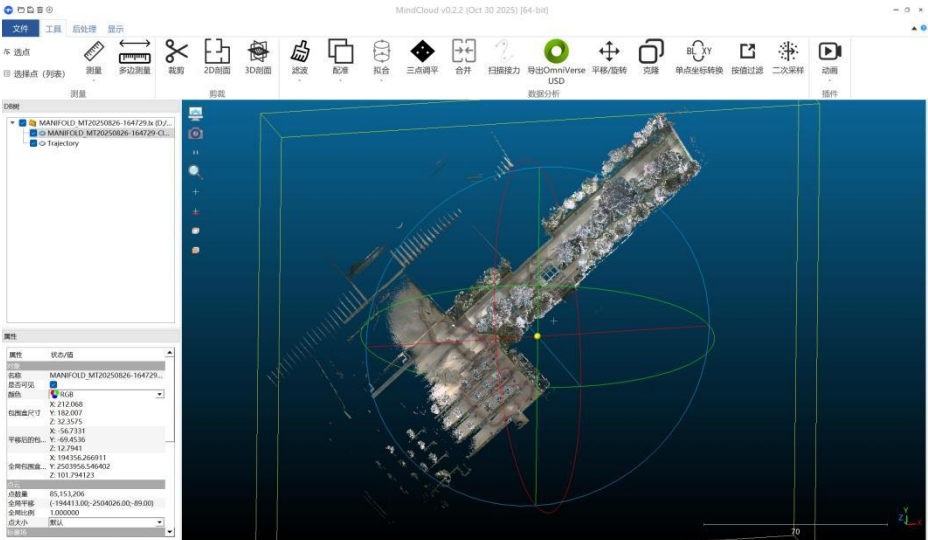 MindCloud v0.2.2 (Oct 30 2025) [64-bit]
文件 工具 后处理 显示
选点
选择点（列表）
测量 多边测量 裁剪 2D剖面 3D剖面 滤波 配准 拟合 三点调平 合并 扫描接力 导出OmniVerse USD 平移/旋转 克隆 单点坐标转换 按值过滤 二次采样 动画
BL XY
测量 剪裁 数据分析 插件
DB树
MANIFOLD_MT20250826-164729.lx (D:/...
MANIFOLD_MT20250826-164729-Cl...
Trajectory
属性
属性 状态/值
名称 MANIFOLD_MT20250826-164729...
是否可见
颜色 RGB
X: 212.068
包围盒尺寸 Y: 182.007
Z: 32.3575
X: -56.7331
平移后的包... Y: -69.4536
Z: 12.7941
X: 194356.266911
全局包围盒... Y: 2503956.546402
Z: 101.794123
点云
点数量 85,153,206
全局平移 (-194413.00;-2504026.00;-89.00)
全局比例 1.000000
点大小 默认
70
Y
Z X